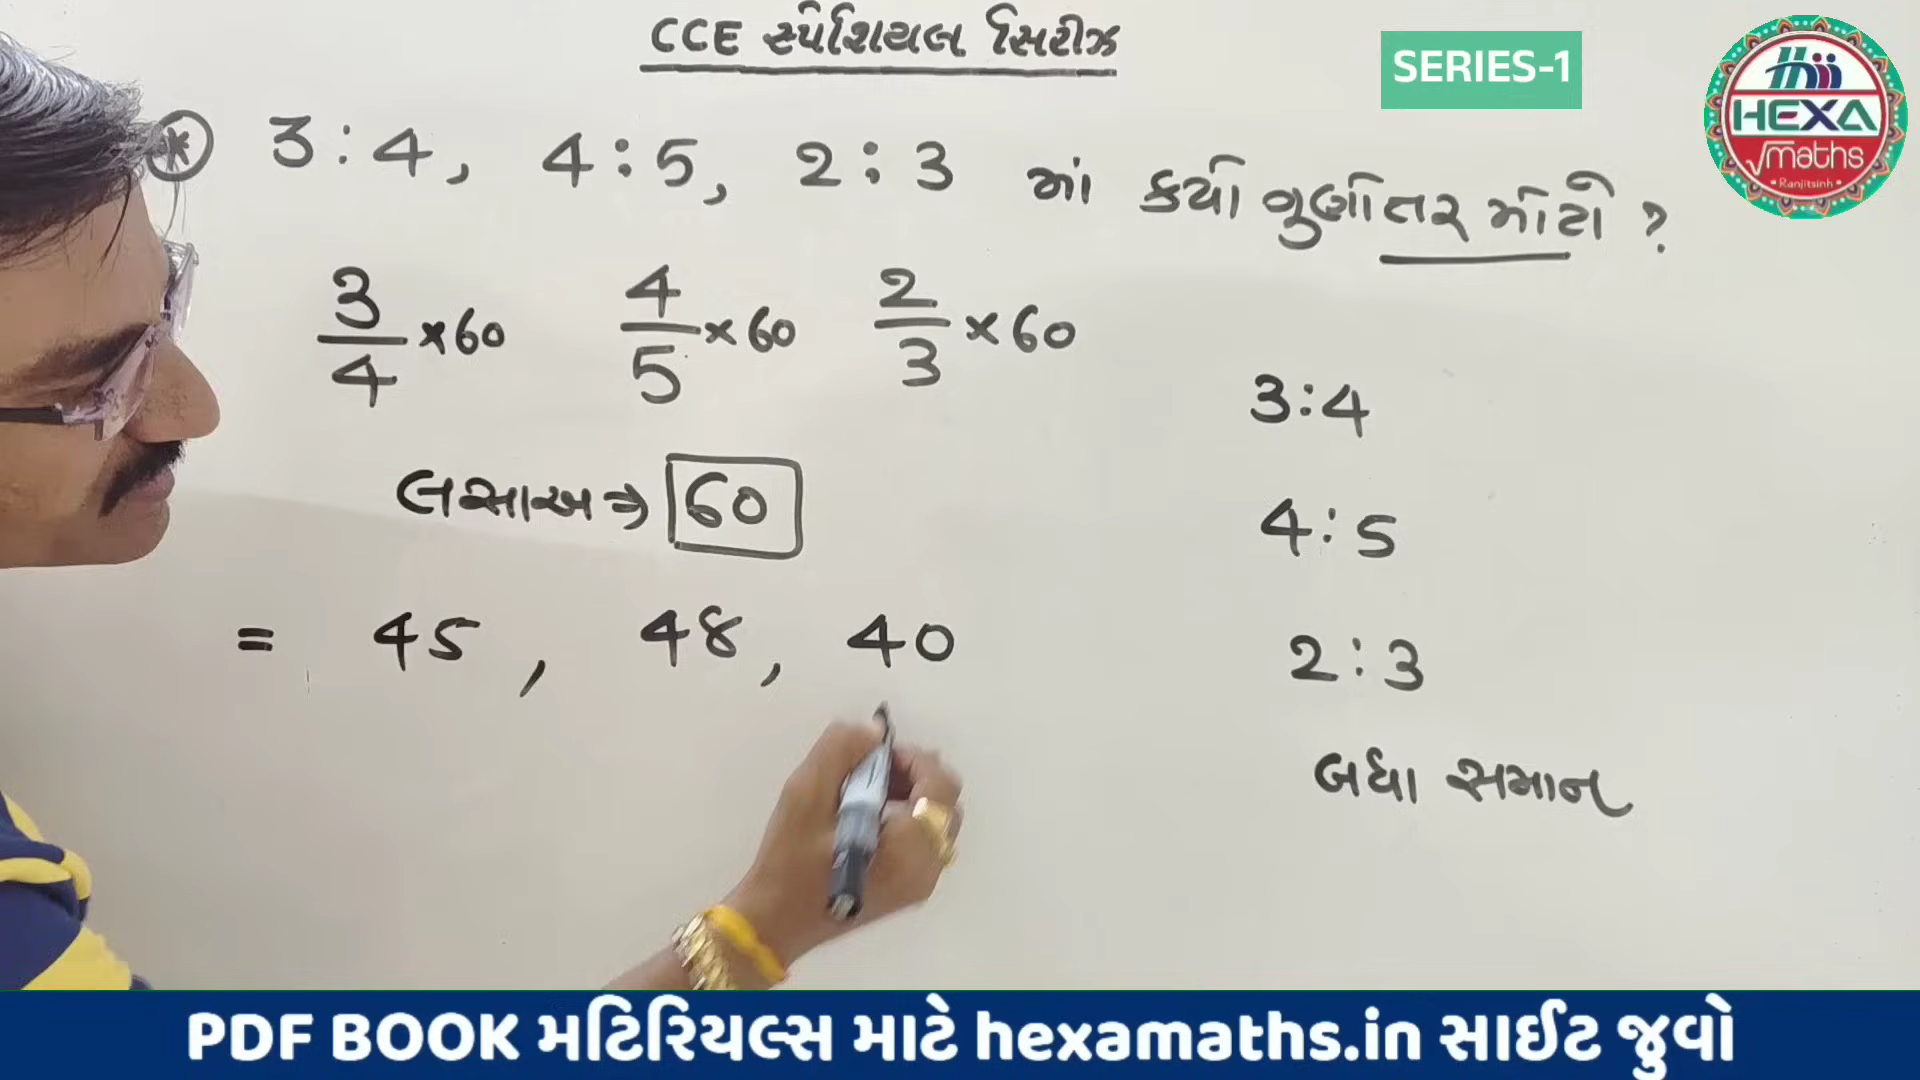 CCE સ્પેશિયલ સિરીઝ
SERIES-1
HEXA
√maths
• Ranjitsinh •
* 3:4, 4:5, 2:3 માં કયો ગુણોતર મોટો ?
3/4 ×60 4/5 ×60 2/3 ×60
3:4
લસાઅ ⇒ 60
4:5
= 45, 48, 40
2:3
બધા સમાન
PDF BOOK મટિરિયલ્સ માટે hexamaths.in સાઈટ જુવો